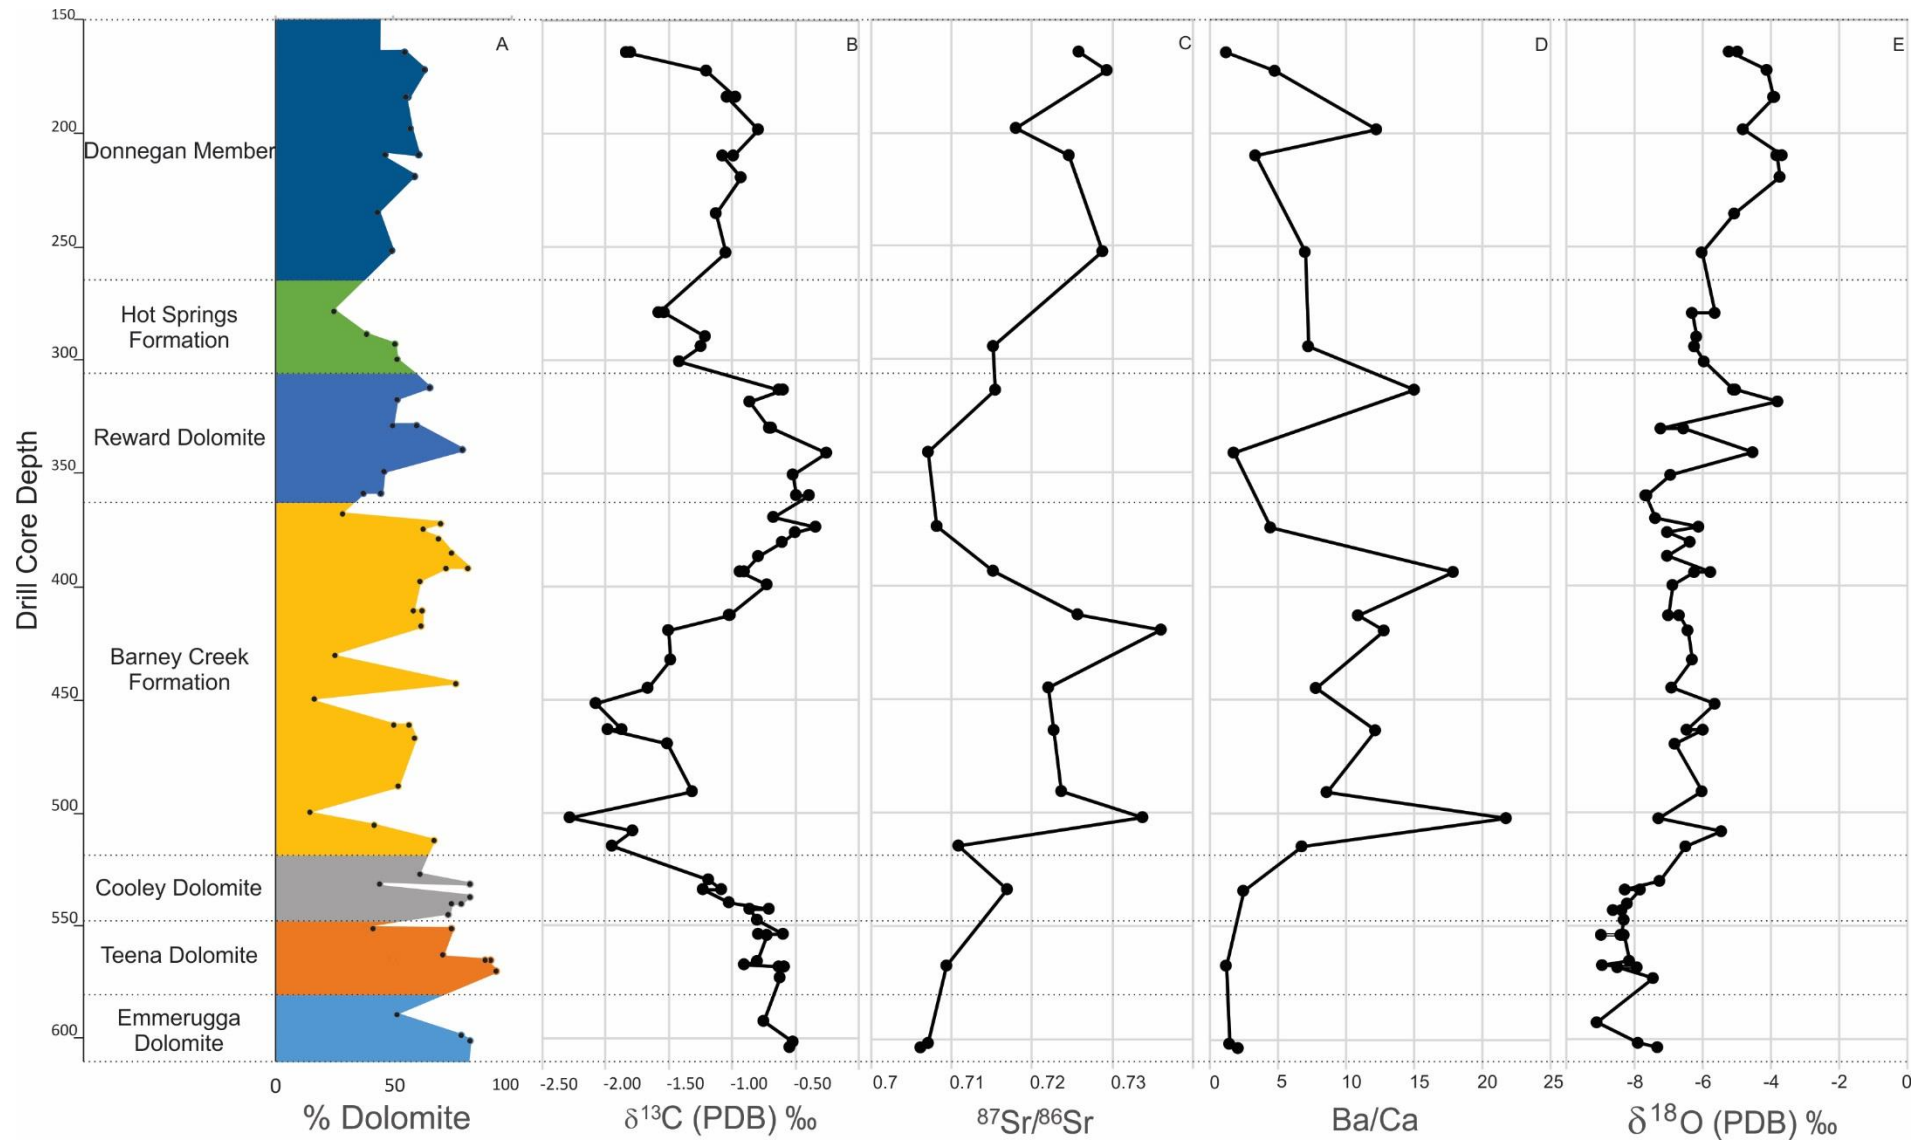 A
B
C
D
E
Drill Core Depth
150
200
250
300
350
400
450
500
550
600
Donnegan Member
Hot Springs
Formation
Reward Dolomite
Barney Creek
Formation
Cooley Dolomite
Teena Dolomite
Emmerugga
Dolomite
0 50 100
-2.50 -2.00 -1.50 -1.00 -0.50
0.7 0.71 0.72 0.73
0 5 10 15 20 25
-8 -6 -4 -2 0
% Dolomite
δ¹³C (PDB) ‰
⁸⁷Sr/⁸⁶Sr
Ba/Ca
δ¹⁸O (PDB) ‰